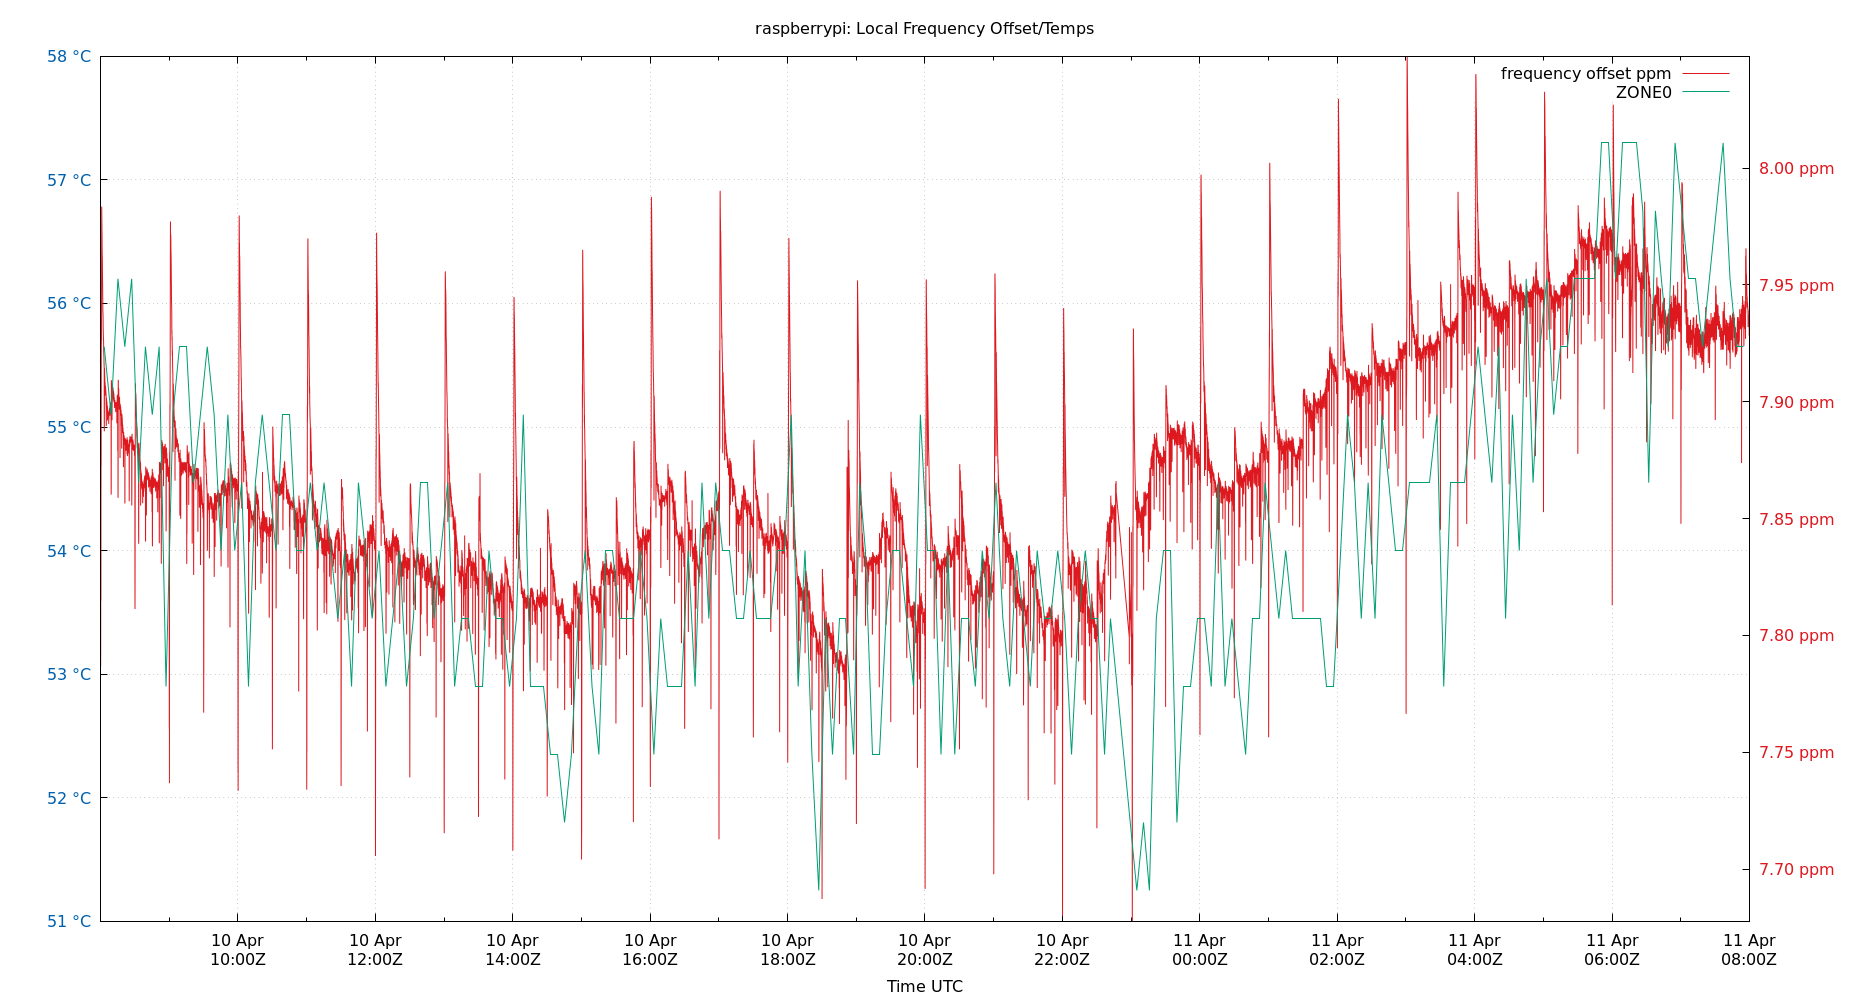 raspberrypi: Local Frequency Offset/Temps
58 °C
57 °C
56 °C
55 °C
54 °C
53 °C
52 °C
51 °C
frequency offset ppm
ZONE0
8.00 ppm
7.95 ppm
7.90 ppm
7.85 ppm
7.80 ppm
7.75 ppm
7.70 ppm
10 Apr
10:00Z
10 Apr
12:00Z
10 Apr
14:00Z
10 Apr
16:00Z
10 Apr
18:00Z
10 Apr
20:00Z
10 Apr
22:00Z
11 Apr
00:00Z
11 Apr
02:00Z
11 Apr
04:00Z
11 Apr
06:00Z
11 Apr
08:00Z
Time UTC